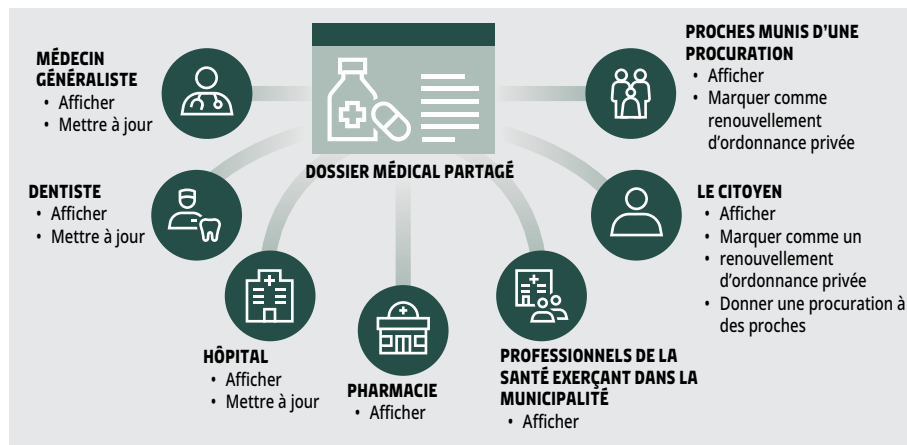 DOSSIER MÉDICAL PARTAGÉ
MÉDECIN
GÉNÉRALISTE
• Afficher
• Mettre à jour
DENTISTE
• Afficher
• Mettre à jour
HÔPITAL
• Afficher
• Mettre à jour
PHARMACIE
• Afficher
PROFESSIONNELS DE LA
SANTÉ EXERÇANT DANS LA
MUNICIPALITÉ
• Afficher
LE CITOYEN
• Afficher
• Marquer comme un
• renouvellement
d’ordonnance privée
• Donner une procuration à
des proches
PROCHES MUNIS D’UNE
PROCURATION
• Afficher
• Marquer comme
renouvellement
d’ordonnance privée